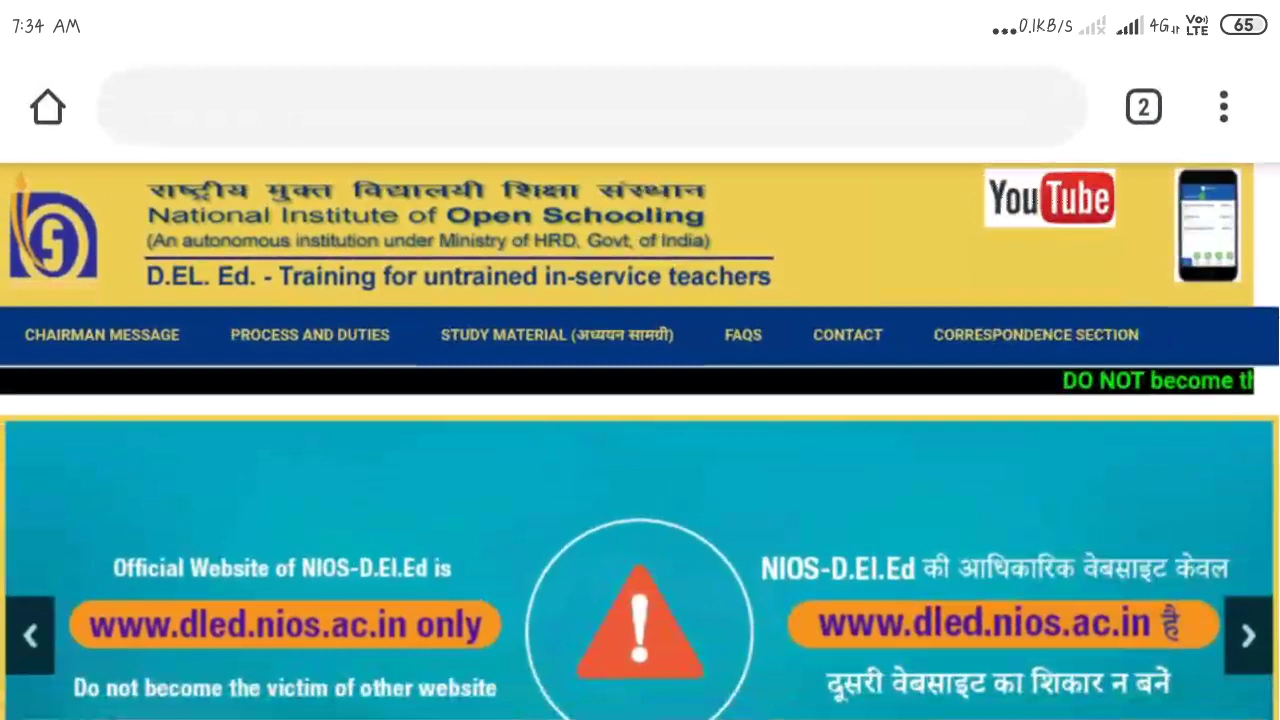 7:34 AM
...0.1KB/S 4G VoLTE 65
2
राष्ट्रीय मुक्त विद्यालयी शिक्षा संस्थान
National Institute of Open Schooling
(An autonomous institution under Ministry of HRD, Govt. of India)
D.EL. Ed. - Training for untrained in-service teachers
You Tube
CHAIRMAN MESSAGE PROCESS AND DUTIES STUDY MATERIAL (अध्ययन सामग्री) FAQS CONTACT CORRESPONDENCE SECTION
DO NOT become th
Official Website of NIOS-D.El.Ed is
www.dled.nios.ac.in only
Do not become the victim of other website
NIOS-D.El.Ed की आधिकारिक वेबसाइट केवल
www.dled.nios.ac.in है
दूसरी वेबसाइट का शिकार न बने